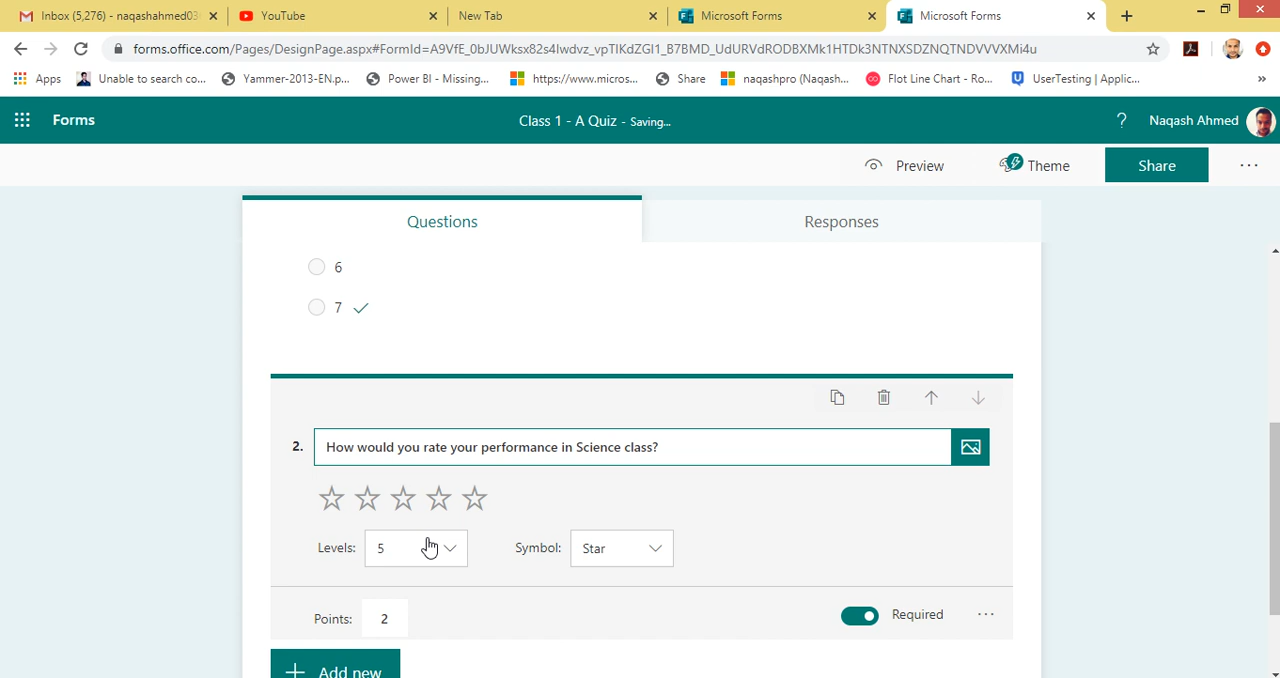 Inbox (5,276) - naqashahmed03
YouTube
New Tab
Microsoft Forms
Microsoft Forms
forms.office.com/Pages/DesignPage.aspx#FormId=A9VfE_0bJUWksx82s4Iwdvz_vpTIKdZGI1_B7BMD_UdURVdRODBXMk1HTDk3NTNXSDZNQTNDVVVXMi4u
Apps
Unable to search co...
Yammer-2013-EN.p...
Power BI - Missing...
https://www.micros...
Share
naqashpro (Naqash...
Flot Line Chart - Ro...
UserTesting | Applic...
»
Forms
Class 1 - A Quiz - Saving...
?
Naqash Ahmed
Preview
Theme
Share
...
Questions
Responses
6
7
2.
How would you rate your performance in Science class?
Levels:
5
Symbol:
Star
Points:
2
Required
...
Add new